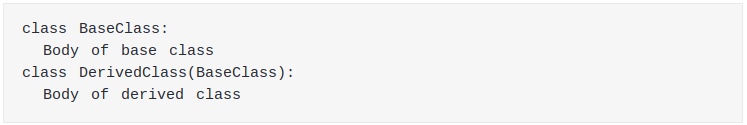 class BaseClass:
  Body of base class
class DerivedClass(BaseClass):
  Body of derived class